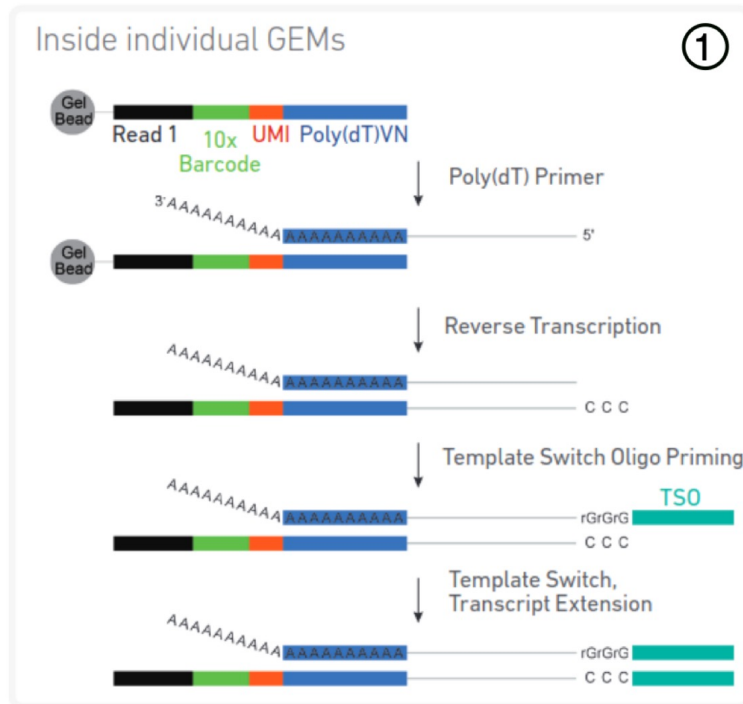 Inside individual GEMs
①
Gel
Bead
Read 1
10x
Barcode
UMI
Poly(dT)VN
Poly(dT) Primer
3'AAAAAAAAAA
AAAAAAAAAA
5'
Gel
Bead
Reverse Transcription
AAAAAAAAAA
AAAAAAAAAA
C C C
Template Switch Oligo Priming
TSO
AAAAAAAAAA
AAAAAAAAAA
rGrGrG
C C C
Template Switch,
Transcript Extension
AAAAAAAAAA
AAAAAAAAAA
rGrGrG
C C C